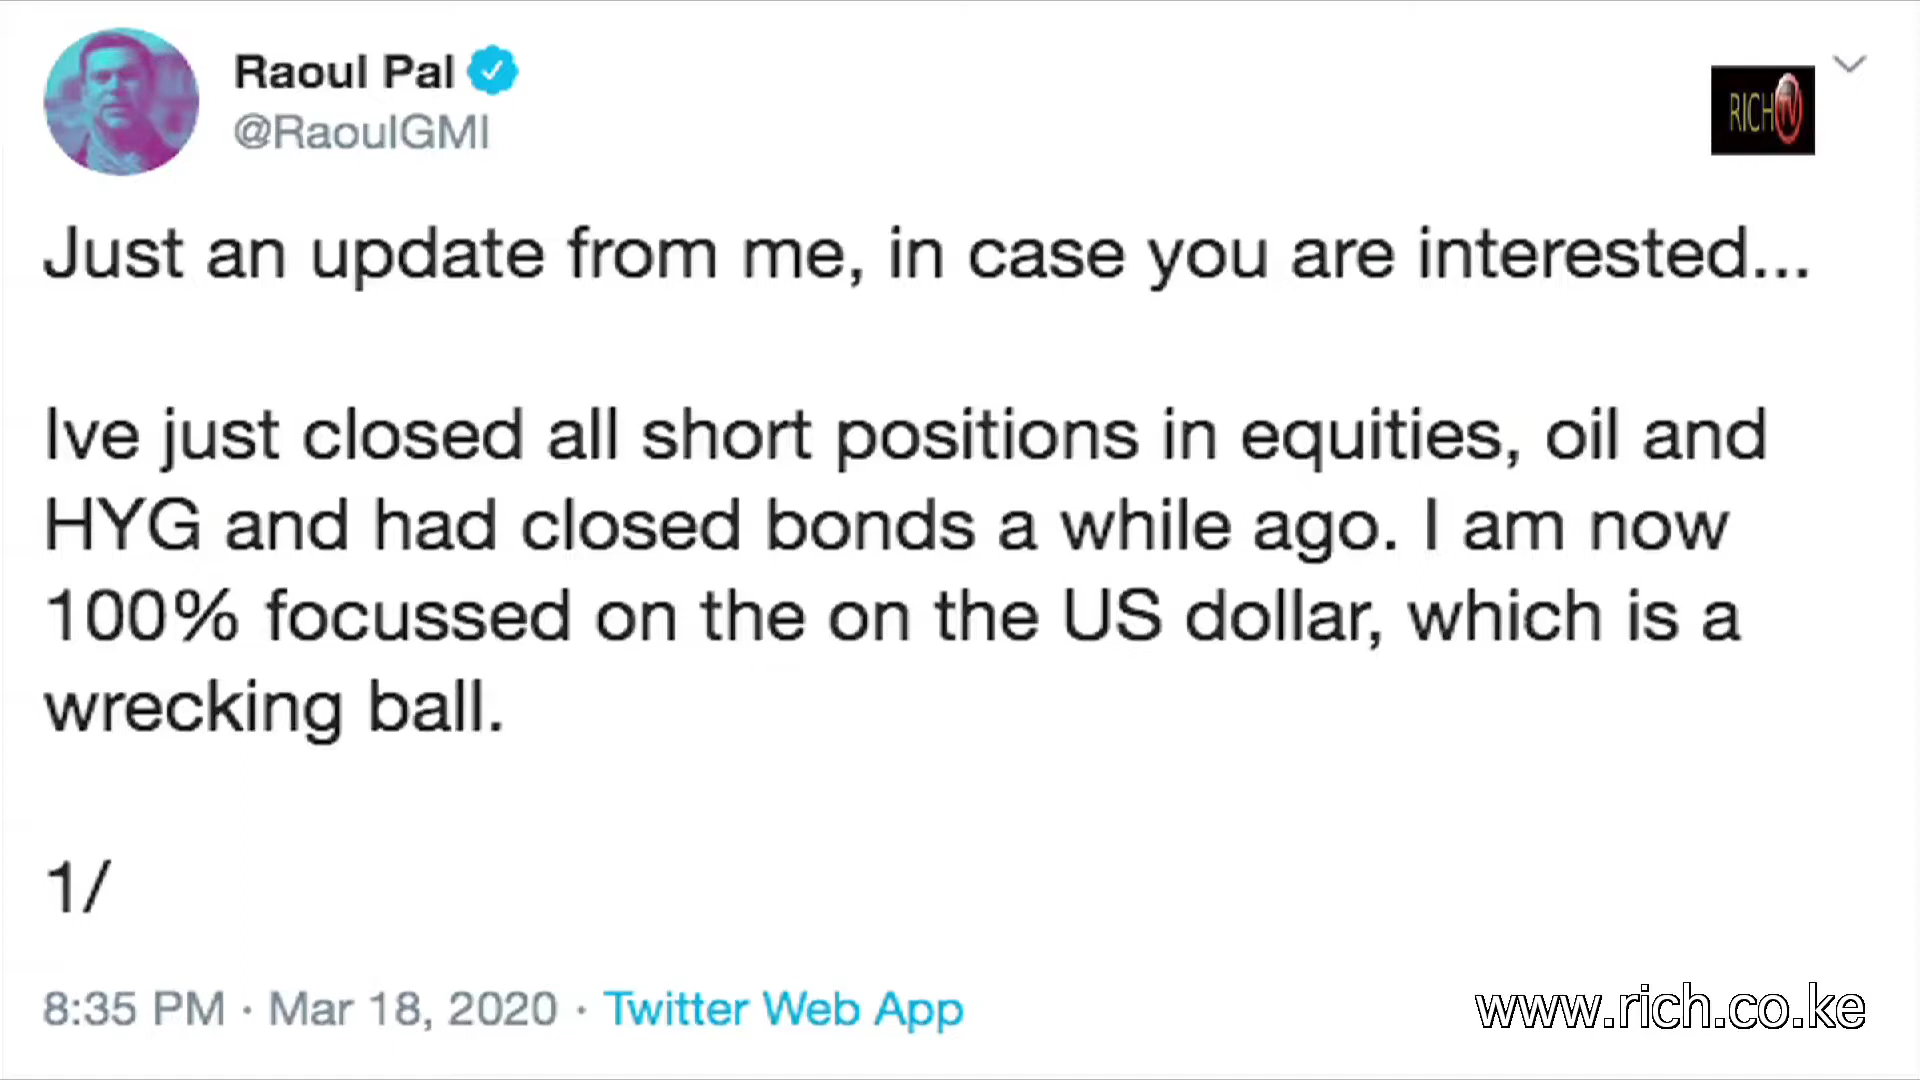 Raoul Pal
@RaoulGMI
RICH TV
Just an update from me, in case you are interested...
Ive just closed all short positions in equities, oil and
HYG and had closed bonds a while ago. I am now
100% focussed on the on the US dollar, which is a
wrecking ball.
1/
8:35 PM · Mar 18, 2020 · Twitter Web App
www.rich.co.ke